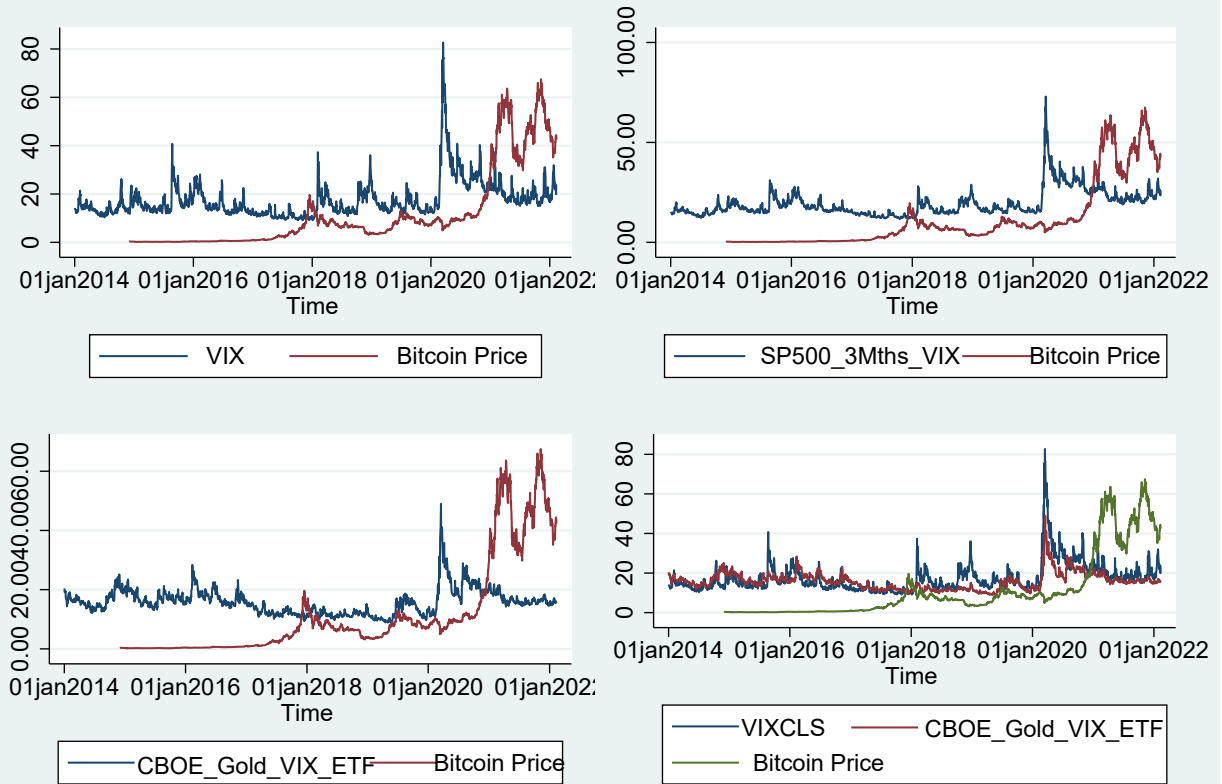 80
60
40
20
0
01jan2014 01jan2016 01jan2018 01jan2020 01jan2022
Time
VIX Bitcoin Price
100.00
50.00
0.00
01jan2014 01jan2016 01jan2018 01jan2020 01jan2022
Time
SP500_3Mths_VIX Bitcoin Price
0.00 20.00 40.00 60.00
01jan2014 01jan2016 01jan2018 01jan2020 01jan2022
Time
CBOE_Gold_VIX_ETF Bitcoin Price
80
60
40
20
0
01jan2014 01jan2016 01jan2018 01jan2020 01jan2022
Time
VIXCLS CBOE_Gold_VIX_ETF
Bitcoin Price